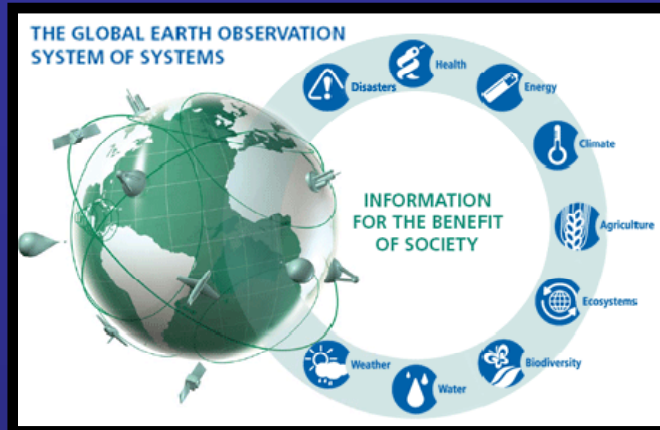 THE GLOBAL EARTH OBSERVATION
SYSTEM OF SYSTEMS
Disasters
Health
Energy
Climate
Agriculture
Ecosystems
Biodiversity
Water
Weather
INFORMATION
FOR THE BENEFIT
OF SOCIETY